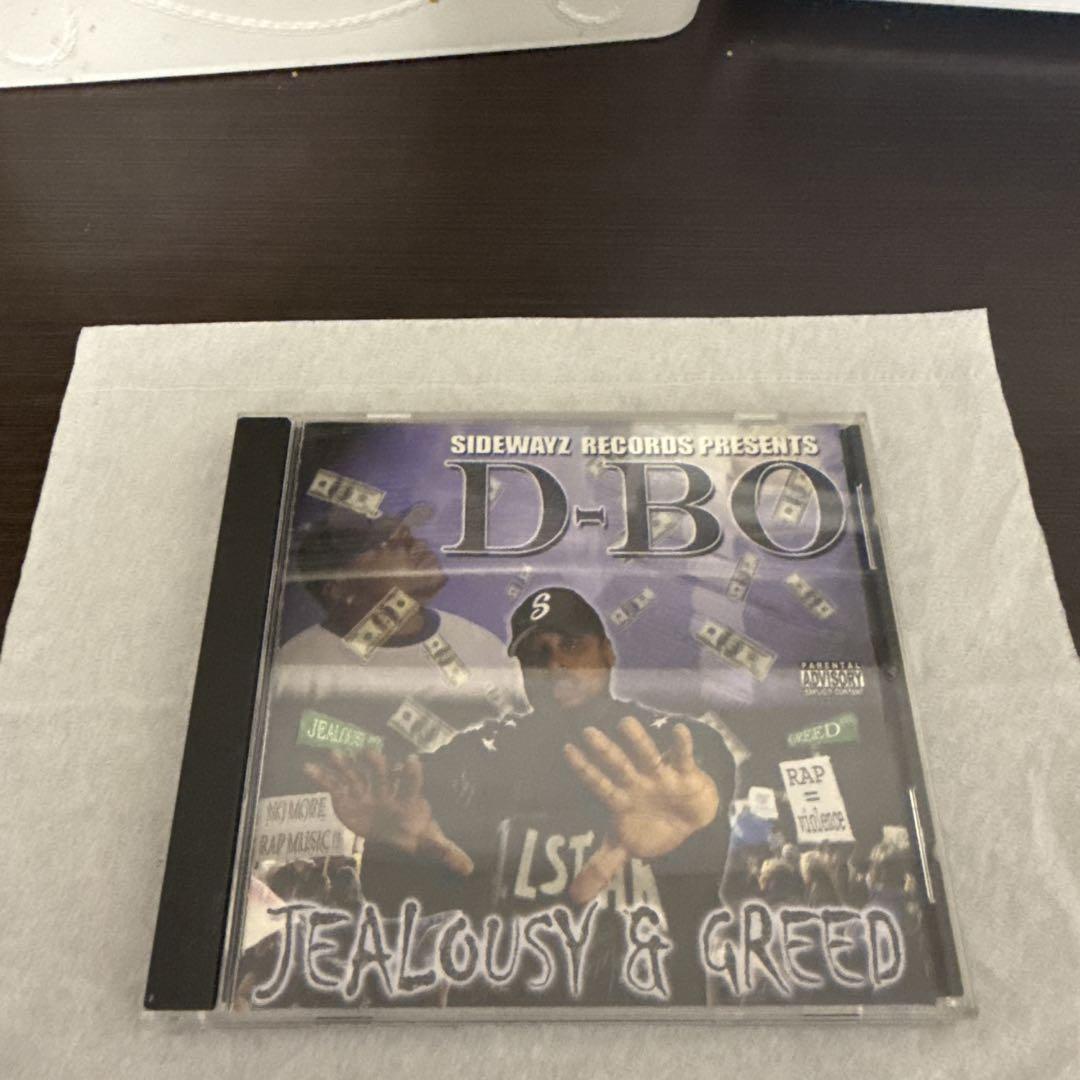 SIDEWAYZ RECORDS PRESENTS
D-BO
S
PARENTAL
ADVISORY
EXPLICIT CONTENT
JEALOUSY
GREED
RAP
=
violence
NO MORE
RAP MUSIC!!
JEALOUSY & GREED